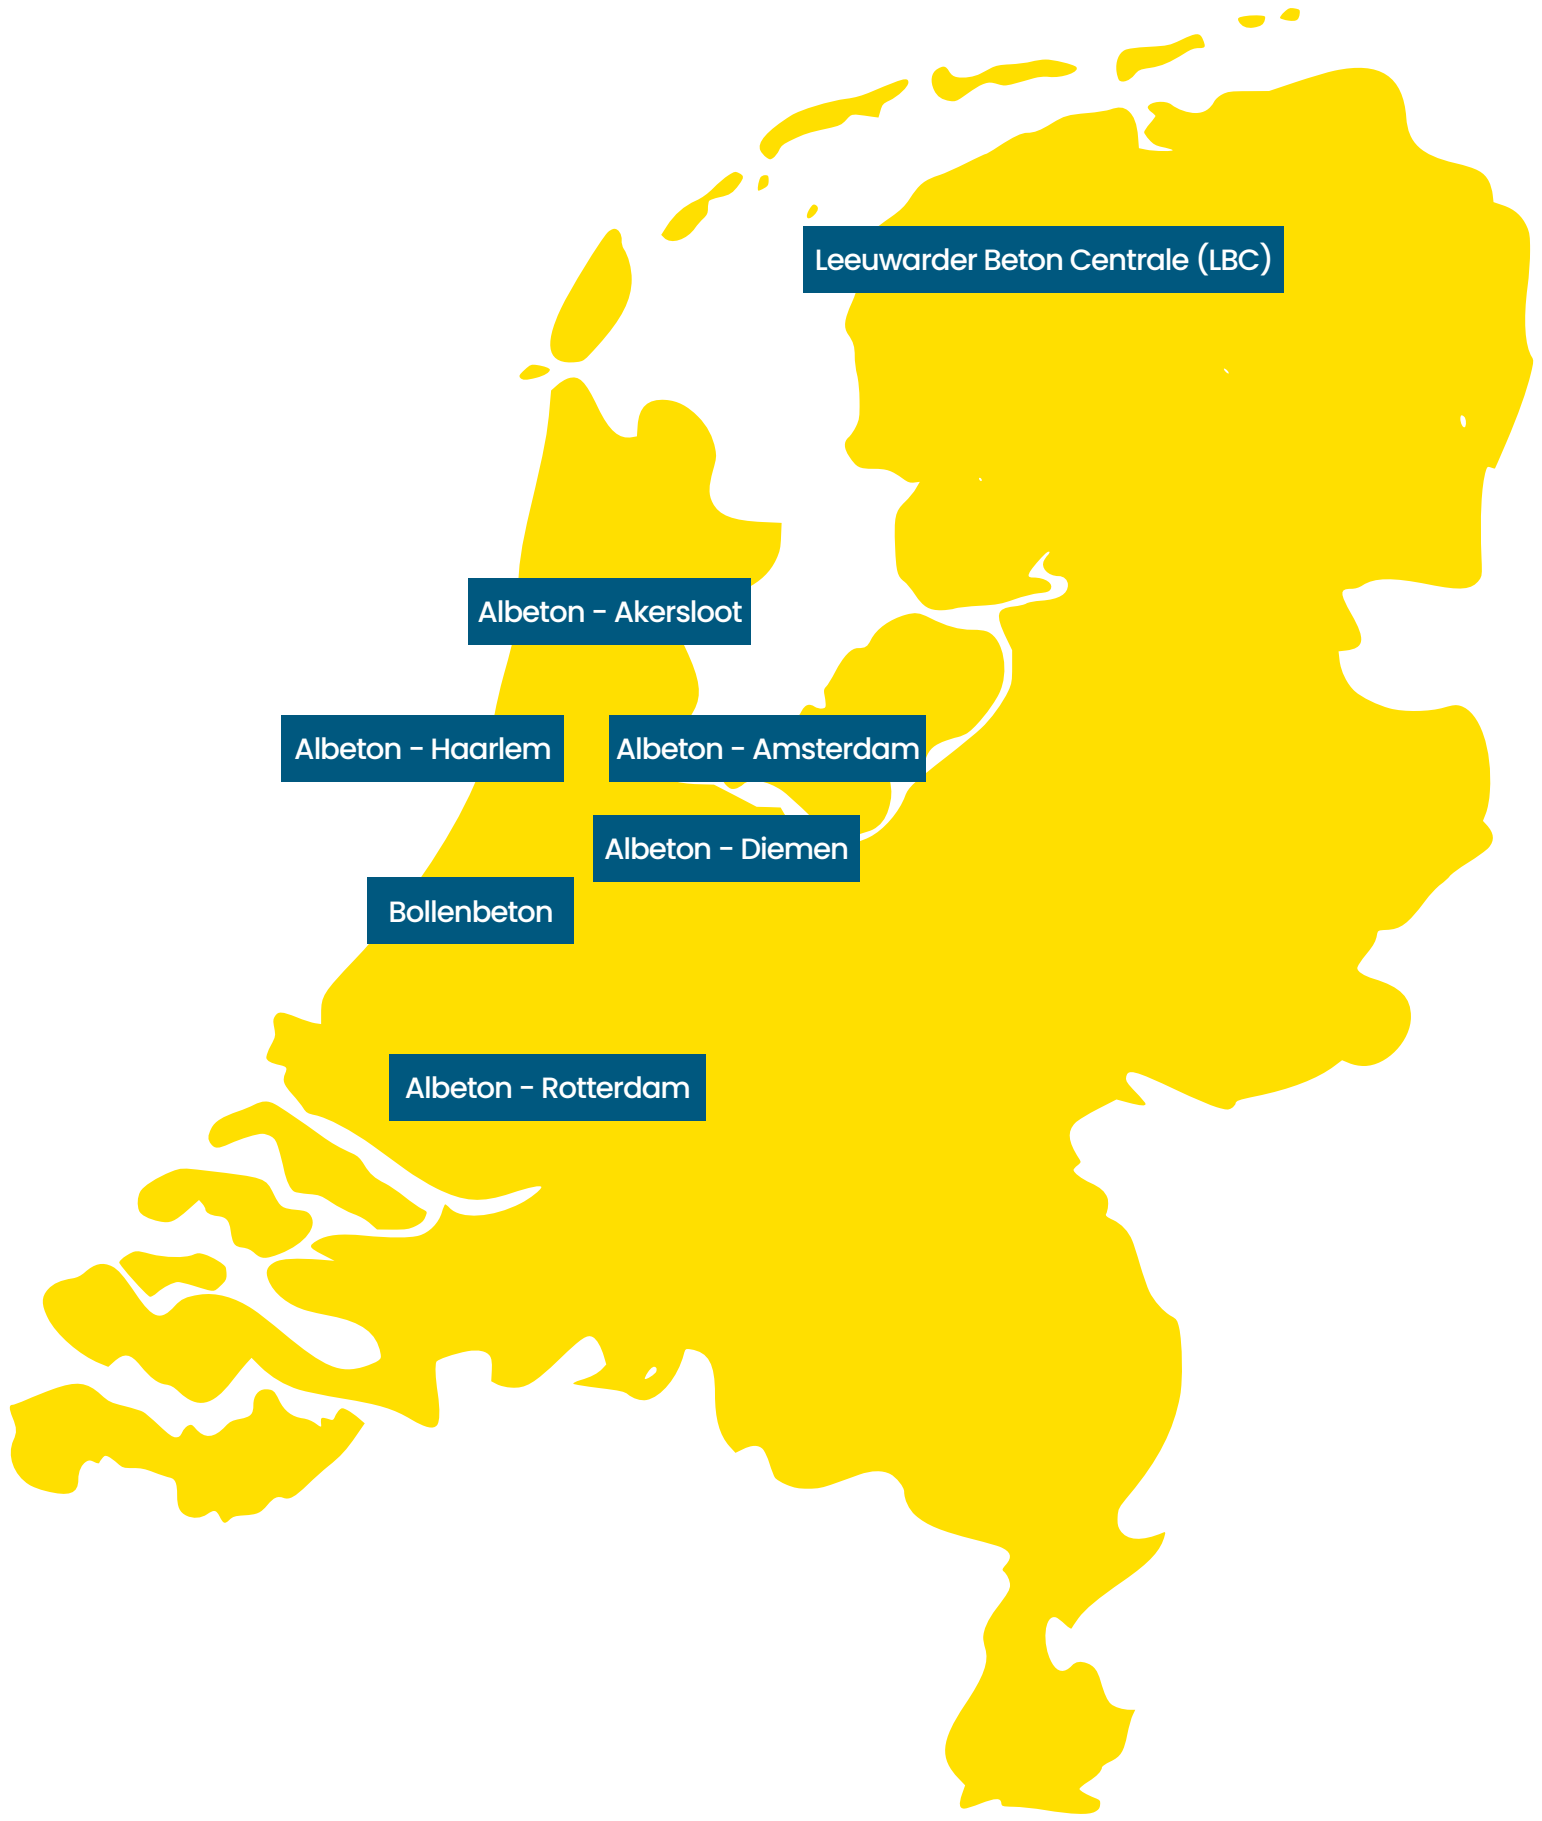 Leeuwarder Beton Centrale (LBC)
Albeton - Akersloot
Albeton - Haarlem
Albeton - Amsterdam
Albeton - Diemen
Bollenbeton
Albeton - Rotterdam